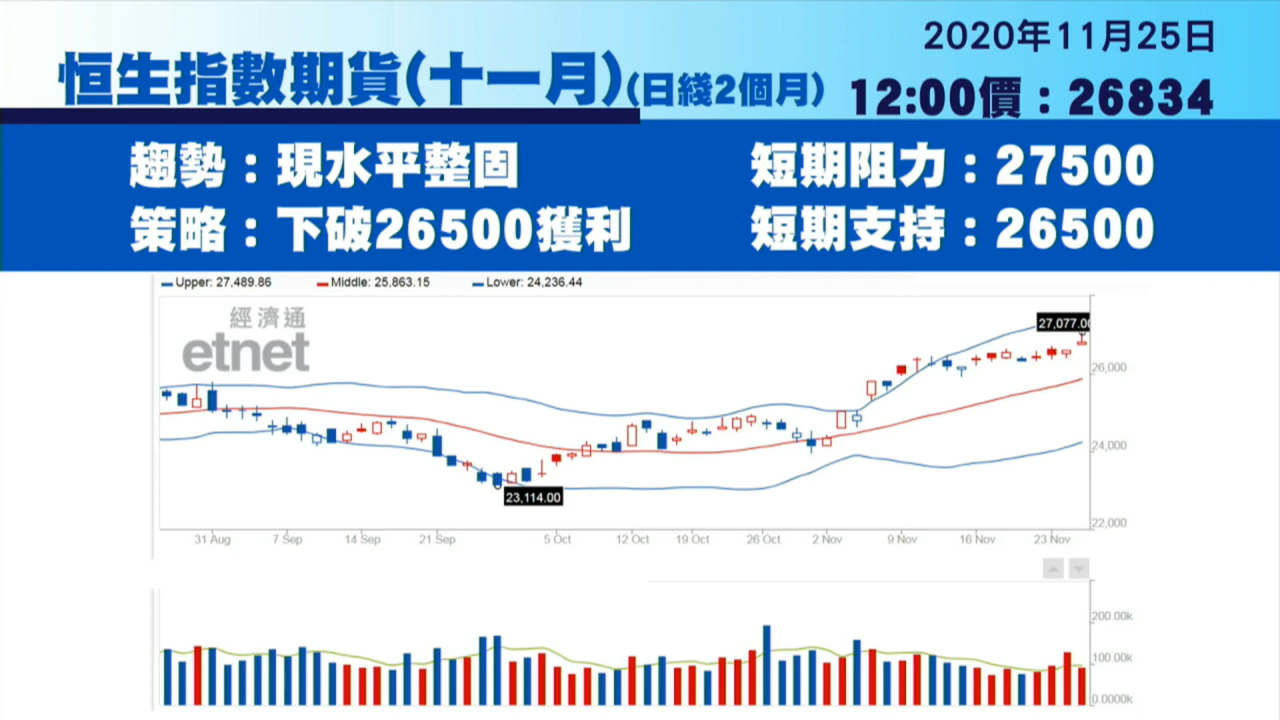 2020年11月25日
恒生指數期貨(十一月)(日綫2個月)
12:00價：26834
趨勢：現水平整固
短期阻力：27500
策略：下破26500獲利
短期支持：26500
Upper: 27,489.86 Middle: 25,863.15 Lower: 24,236.44
經濟通
etnet
27,077.00
26,000
24,000
23,114.00
22,000
31 Aug 7 Sep 14 Sep 21 Sep 5 Oct 12 Oct 19 Oct 26 Oct 2 Nov 9 Nov 16 Nov 23 Nov
200.00k
100.00k
0.0000k